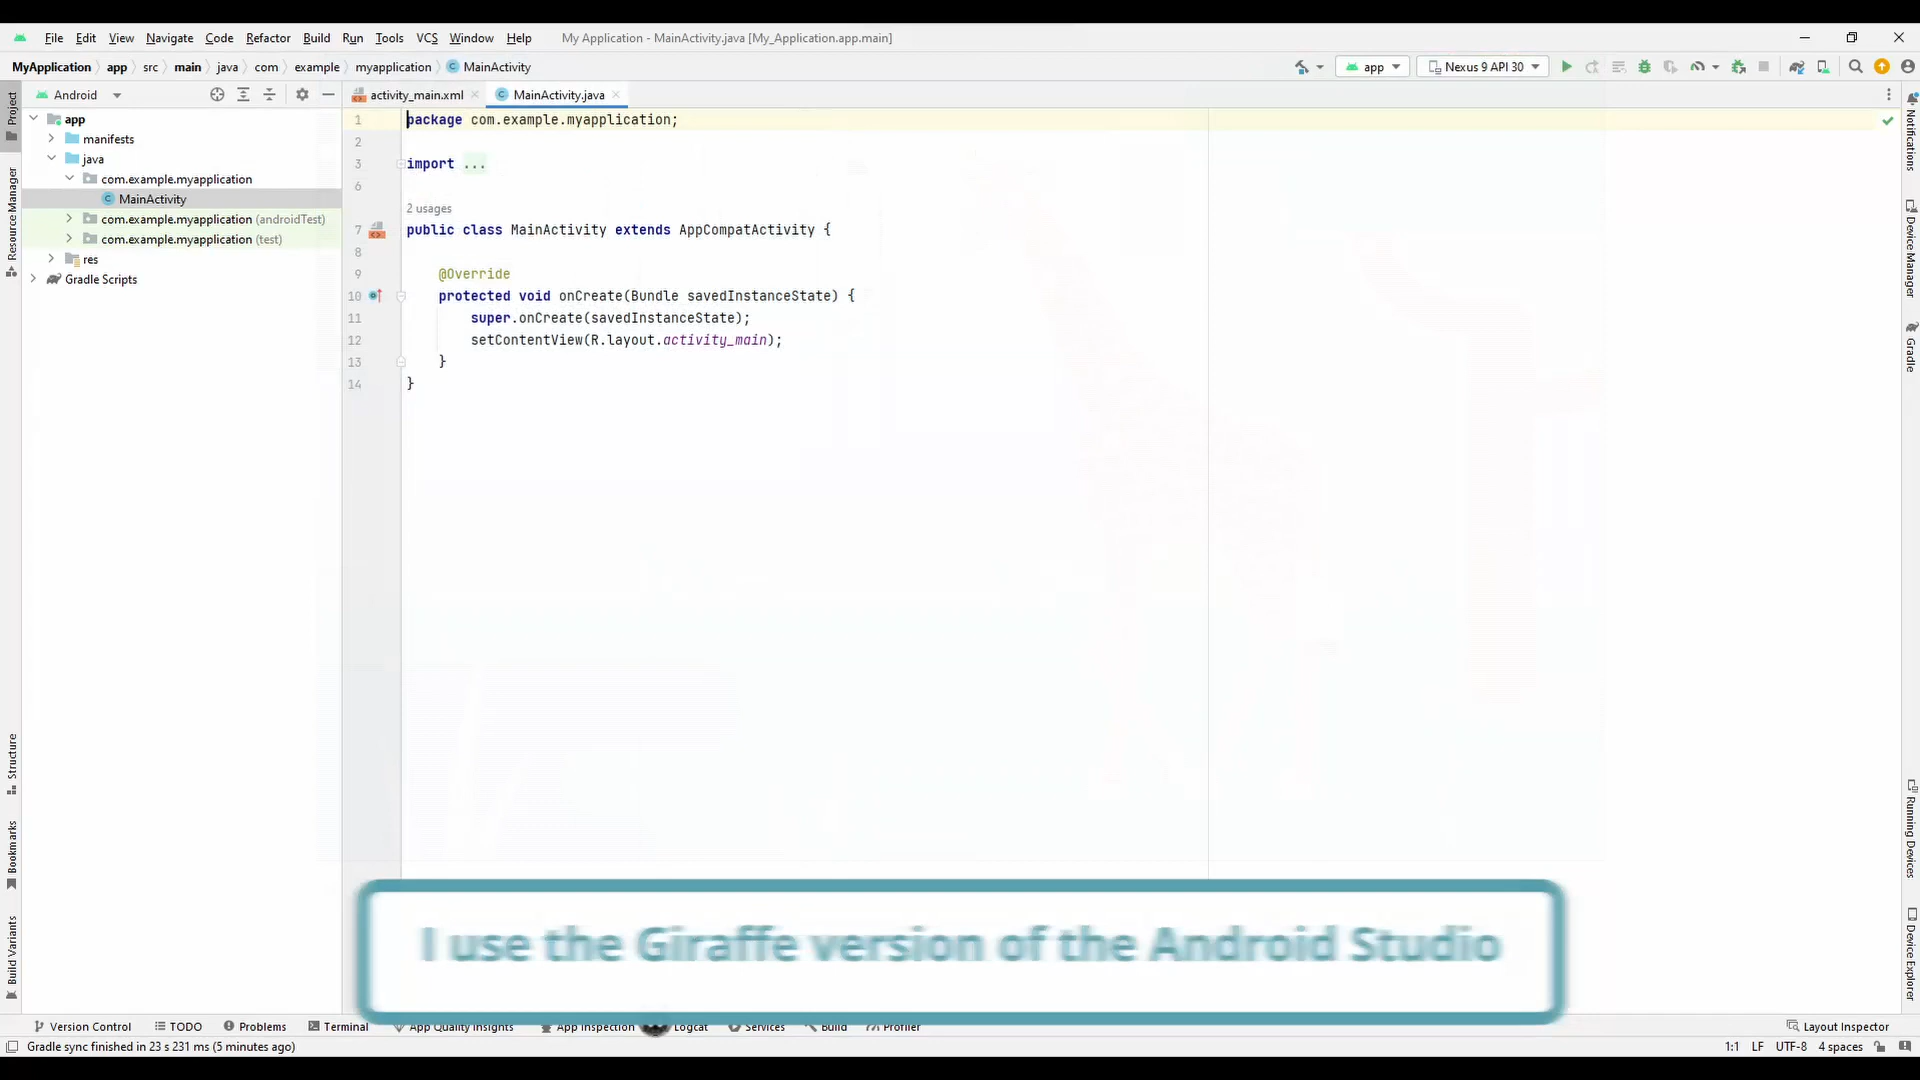 File Edit View Navigate Code Refactor Build Run Tools VCS Window Help My Application - MainActivity.java [My_Application.app.main]
MyApplication app src main java com example myapplication MainActivity app Nexus 9 API 30
Android
activity_main.xml MainActivity.java
Project
Resource Manager
Structure
Bookmarks
Build Variants
app
manifests
java
com.example.myapplication
MainActivity
com.example.myapplication (androidTest)
com.example.myapplication (test)
res
Gradle Scripts
1 package com.example.myapplication;
2
3 import ...
6
2 usages
7 public class MainActivity extends AppCompatActivity {
8
9 @Override
10 protected void onCreate(Bundle savedInstanceState) {
11 super.onCreate(savedInstanceState);
12 setContentView(R.layout.activity_main);
13 }
14 }
Notifications
Device Manager
Gradle
Running Devices
Device Explorer
I use the Giraffe version of the Android Studio
Version Control TODO Problems Terminal App Quality Insights App Inspection Logcat Services Build Profiler Layout Inspector
Gradle sync finished in 23 s 231 ms (5 minutes ago) 1:1 LF UTF-8 4 spaces